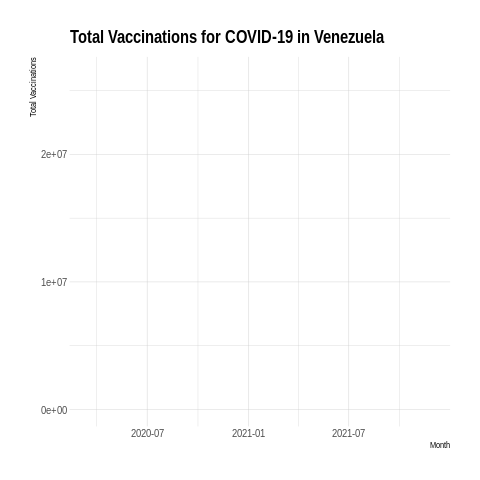 Total Vaccinations for COVID-19 in Venezuela
Total Vaccinations
2e+07
1e+07
0e+00
2020-07 2021-01 2021-07
Month